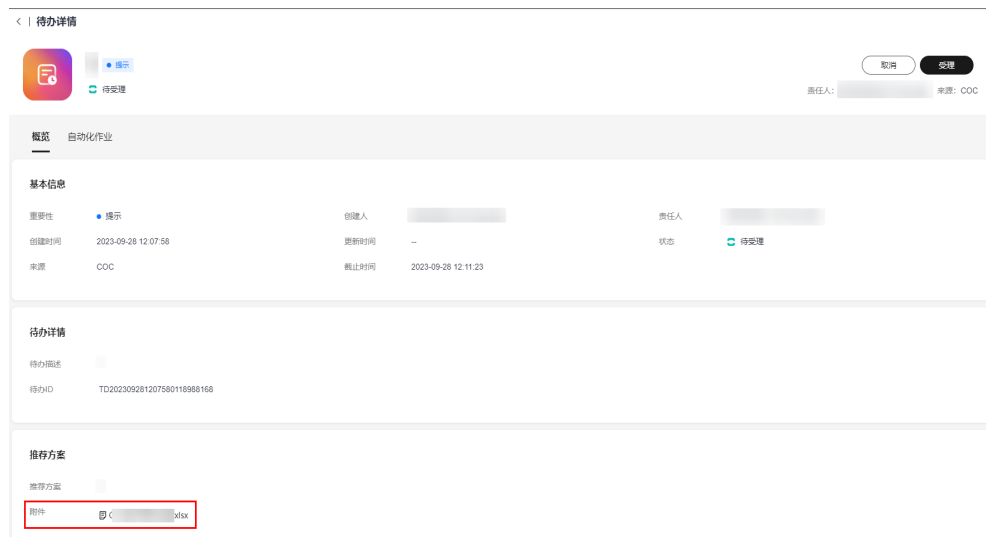 < | 待办详情
提示
取消 受理
待受理
责任人： 来源：COC
概览 自动化作业
基本信息
重要性 提示 创建人 责任人
创建时间 2023-09-28 12:07:58 更新时间 -- 状态 待受理
来源 COC 截止时间 2023-09-28 12:11:23
待办详情
待办描述
待办ID TD202309281207580118988168
推荐方案
推荐方案
附件 xlsx